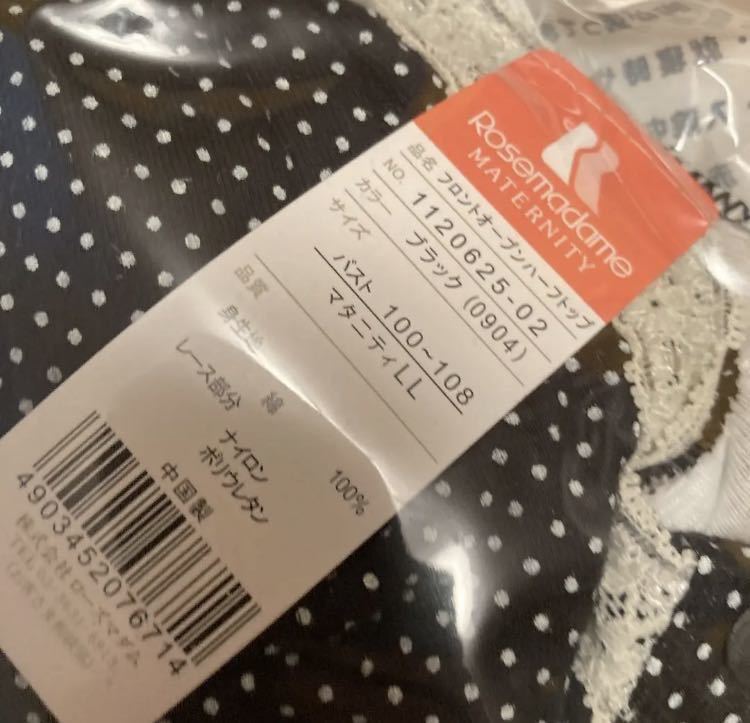 Rosemadame
MATERNITY
品名 フロントオープンハーフトップ
NO. 1120625-02
カラー ブラック(0904)
サイズ バスト 100~108
マタニティLL
品質 身生地 綿 100%
レース部分 ナイロン
ポリウレタン
中国製
4903452076714
株式会社ローズマダム